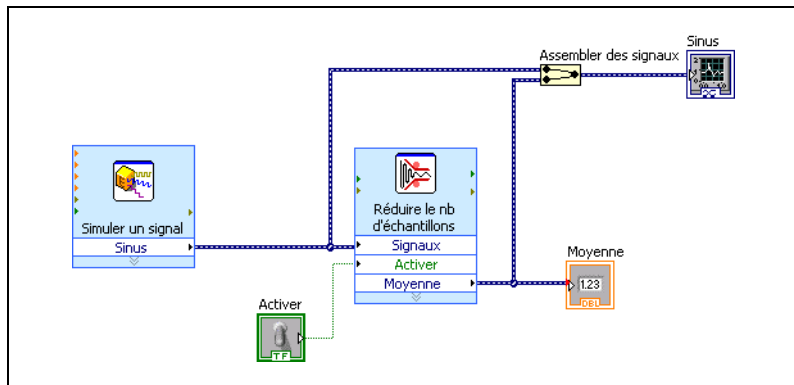 Sinus
Assembler des signaux
Simuler un signal
Sinus
Réduire le nb
d'échantillons
Signaux
Activer
Moyenne
Moyenne
1.23
DBL
Activer
TF